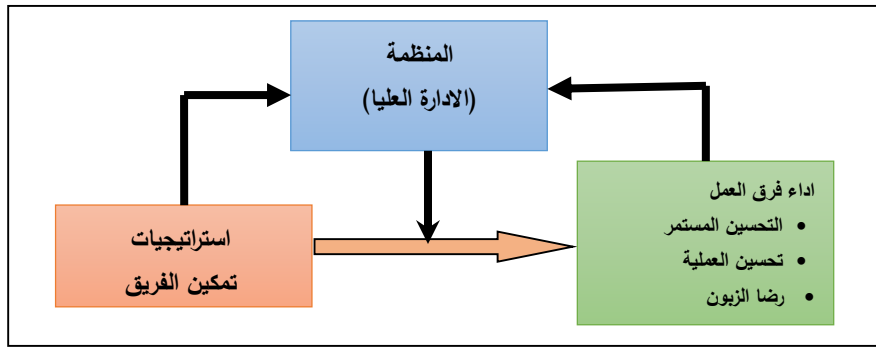 المنظمة
(الادارة العليا)
اداء فرق العمل
• التحسين المستمر
• تحسين العملية
• رضا الزبون
استراتيجيات
تمكين الفريق